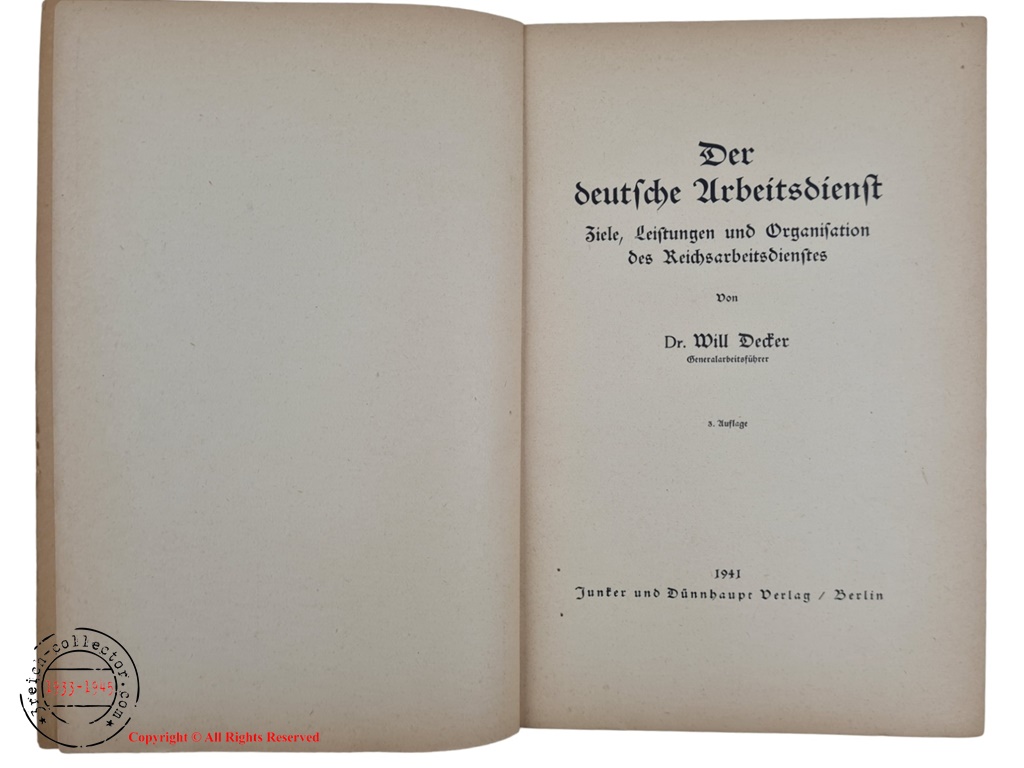 Der
deutſche Arbeitsdienſt
Ziele, Leiſtungen und Organiſation
des Reichsarbeitsdienſtes
Von
Dr. Will Decker
Generalarbeitsführer
3. Auflage
1941
Junker und Dünnhaupt Verlag / Berlin
3reich-collector.com
1933-1945
Copyright © All Rights Reserved